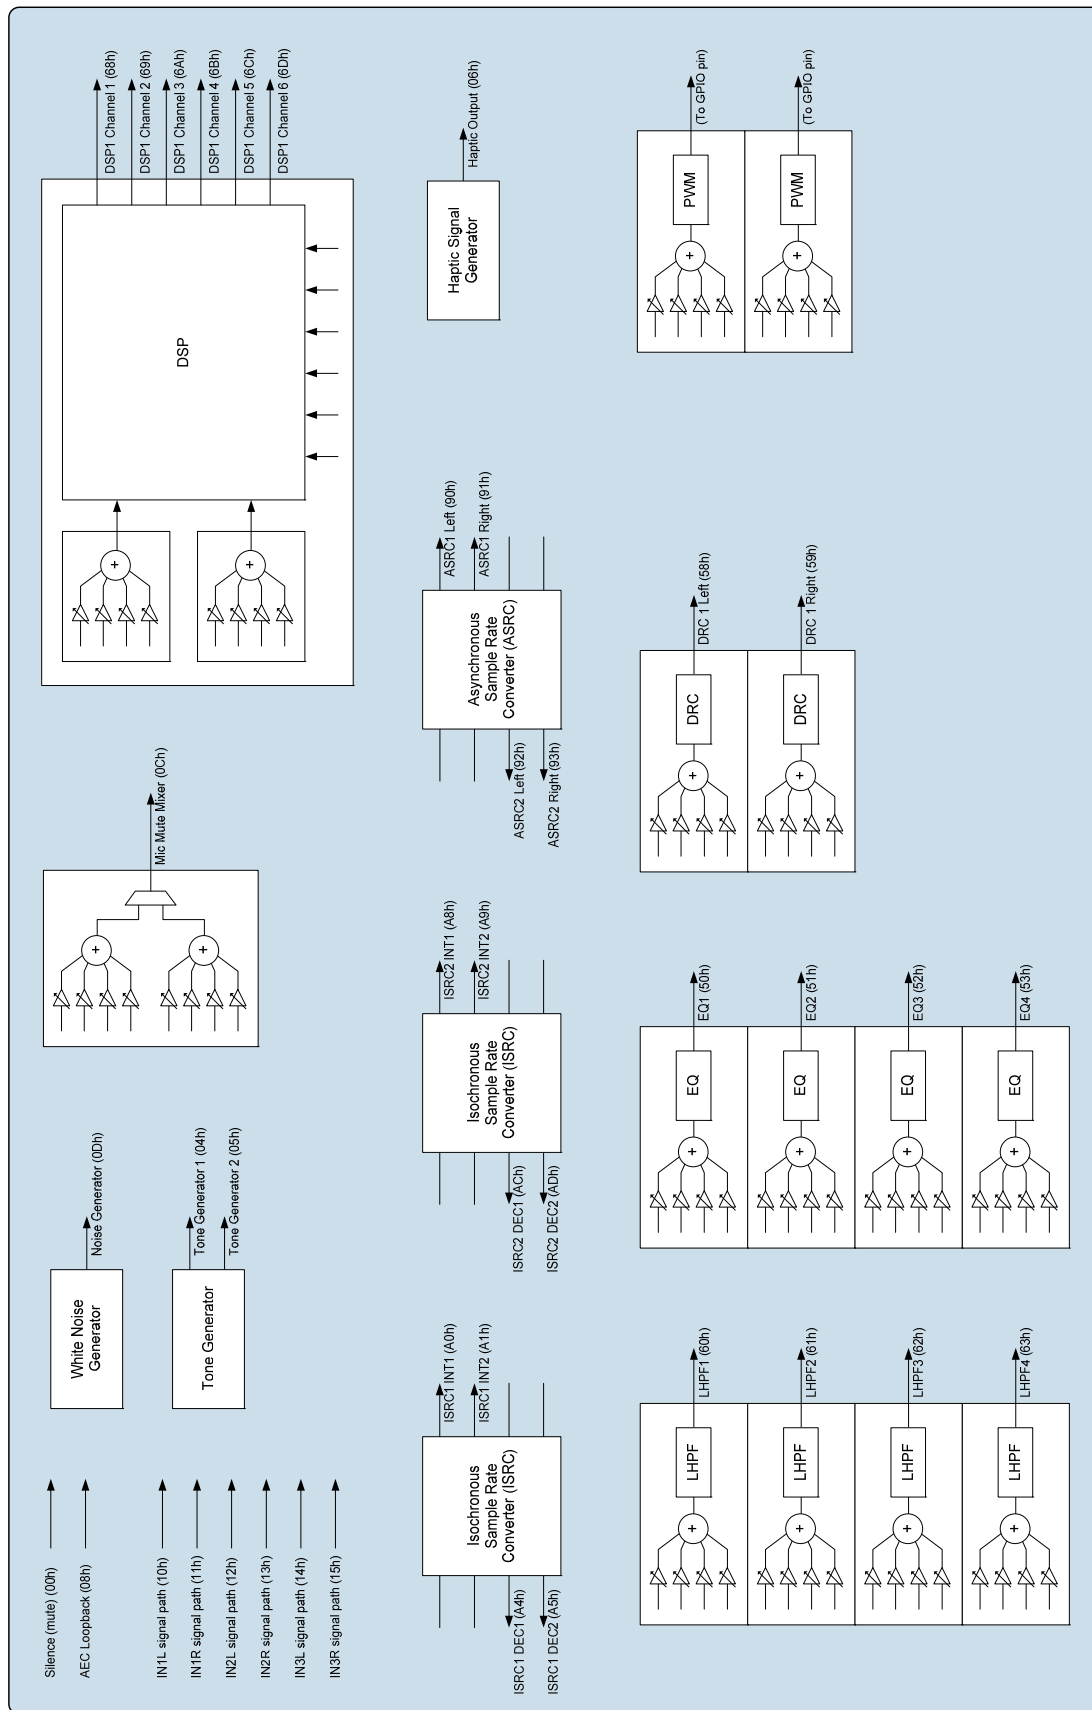 Silence (mute) (00h)
AEC Loopback (08h)
IN1L signal path (10h)
IN1R signal path (11h)
IN2L signal path (12h)
IN2R signal path (13h)
IN3L signal path (14h)
IN3R signal path (15h)
White Noise
Generator
Noise Generator (0Dh)
Tone Generator
Tone Generator 1 (04h)
Tone Generator 2 (05h)
+
+
Mic Mute Mixer (0Ch)
+
+
DSP
DSP1 Channel 1 (68h)
DSP1 Channel 2 (69h)
DSP1 Channel 3 (6Ah)
DSP1 Channel 4 (6Bh)
DSP1 Channel 5 (6Ch)
DSP1 Channel 6 (6Dh)
Isochronous
Sample Rate
Converter (ISRC)
ISRC1 INT1 (A0h)
ISRC1 INT2 (A1h)
ISRC1 DEC1 (A4h)
ISRC1 DEC2 (A5h)
Isochronous
Sample Rate
Converter (ISRC)
ISRC2 INT1 (A8h)
ISRC2 INT2 (A9h)
ISRC2 DEC1 (ACh)
ISRC2 DEC2 (ADh)
Asynchronous
Sample Rate
Converter (ASRC)
ASRC1 Left (90h)
ASRC1 Right (91h)
ASRC2 Left (92h)
ASRC2 Right (93h)
Haptic Signal
Generator
Haptic Output (06h)
+
LHPF
LHPF1 (60h)
+
LHPF
LHPF2 (61h)
+
LHPF
LHPF3 (62h)
+
LHPF
LHPF4 (63h)
+
EQ
EQ1 (50h)
+
EQ
EQ2 (51h)
+
EQ
EQ3 (52h)
+
EQ
EQ4 (53h)
+
DRC
DRC 1 Left (58h)
+
DRC
DRC 1 Right (59h)
+
PWM
(To GPIO pin)
+
PWM
(To GPIO pin)